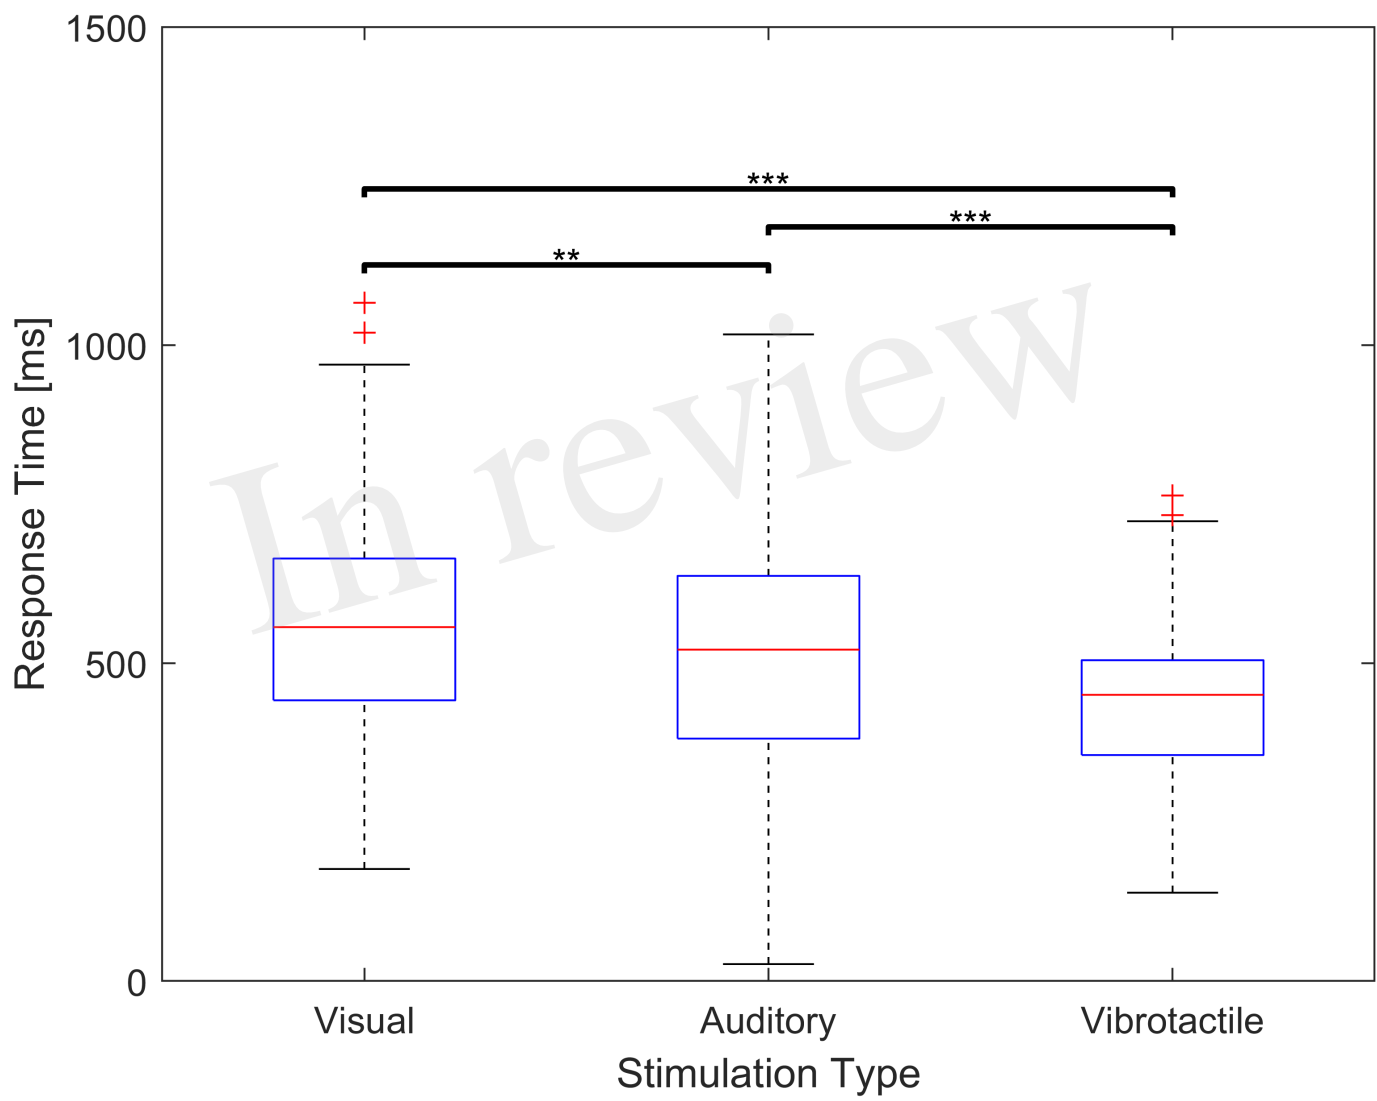 1500
***
***
**
1000
In review
500
0
Response Time [ms]
Visual Auditory Vibrotactile
Stimulation Type